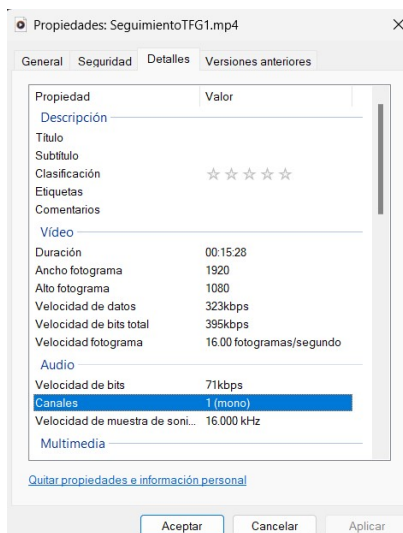 Propiedades: SeguimientoTFG1.mp4
General Seguridad Detalles Versiones anteriores
Propiedad Valor
Descripción
Título
Subtítulo
Clasificación
Etiquetas
Comentarios
Vídeo
Duración 00:15:28
Ancho fotograma 1920
Alto fotograma 1080
Velocidad de datos 323kbps
Velocidad de bits total 395kbps
Velocidad fotograma 16.00 fotogramas/segundo
Audio
Velocidad de bits 71kbps
Canales 1 (mono)
Velocidad de muestra de soni... 16.000 kHz
Multimedia
Quitar propiedades e información personal
Aceptar Cancelar Aplicar